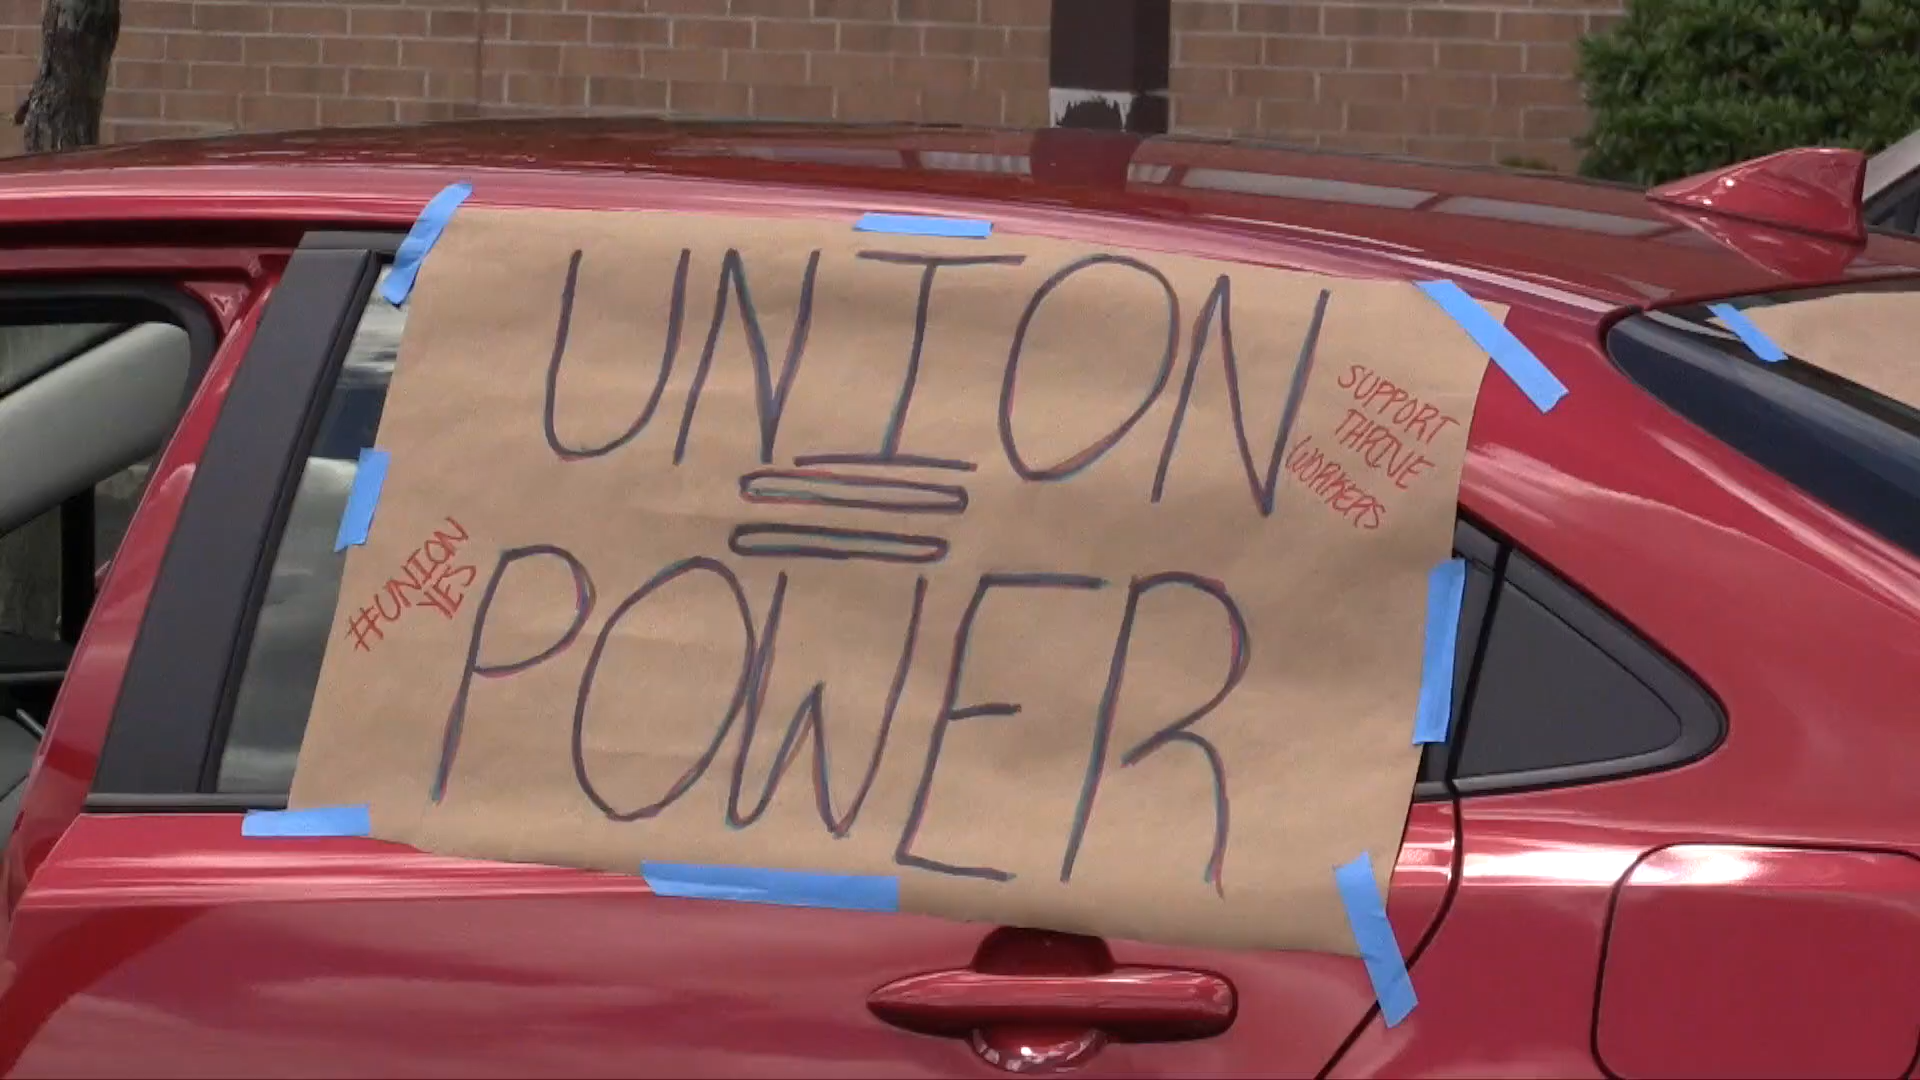 UNION
=
POWER
SUPPORT
THRIVE
WORKERS
#UNION
YES